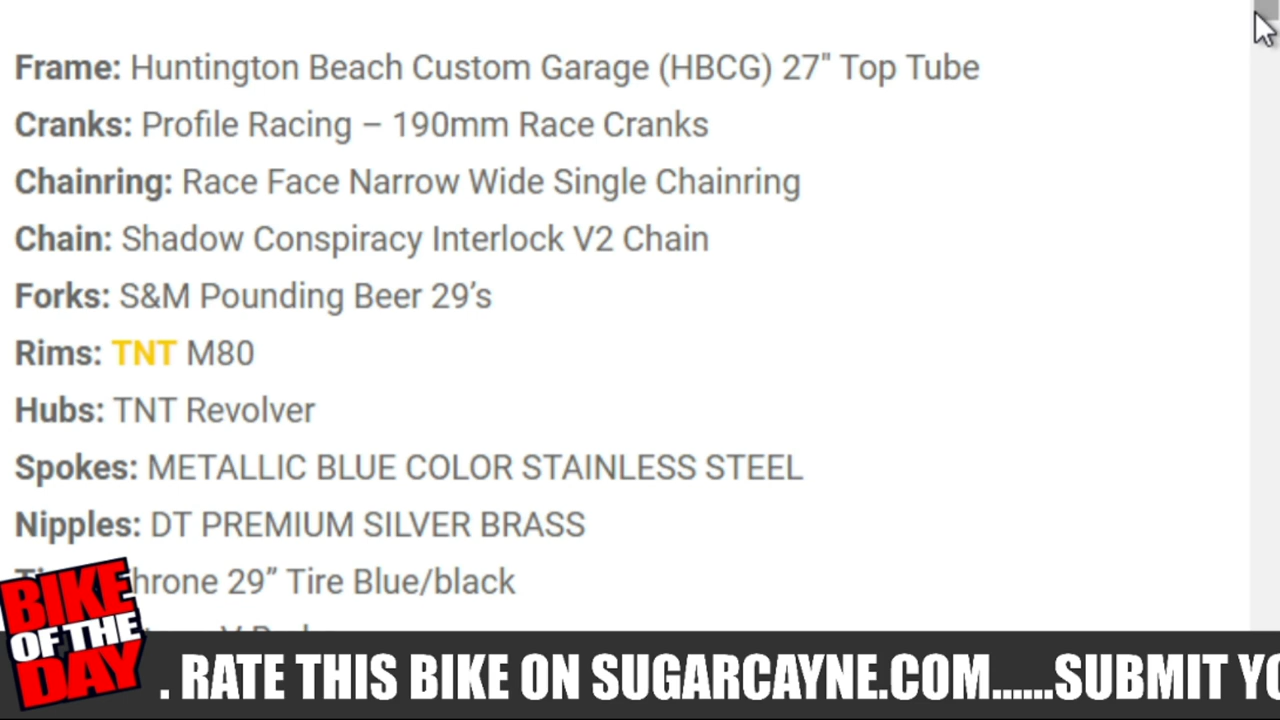 Frame: Huntington Beach Custom Garage (HBCG) 27" Top Tube
Cranks: Profile Racing – 190mm Race Cranks
Chainring: Race Face Narrow Wide Single Chainring
Chain: Shadow Conspiracy Interlock V2 Chain
Forks: S&M Pounding Beer 29’s
Rims: TNT M80
Hubs: TNT Revolver
Spokes: METALLIC BLUE COLOR STAINLESS STEEL
Nipples: DT PREMIUM SILVER BRASS
hrone 29” Tire Blue/black
BIKE
OF THE
DAY
. RATE THIS BIKE ON SUGARCAYNE.COM......SUBMIT YO